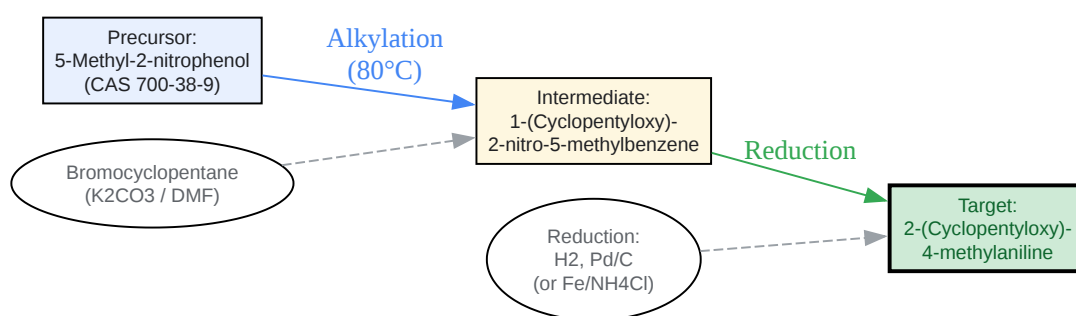 Precursor:
5-Methyl-2-nitrophenol
(CAS 700-38-9)
Alkylation
(80°C)
Bromocyclopentane
(K2CO3 / DMF)
Intermediate:
1-(Cyclopentyloxy)-
2-nitro-5-methylbenzene
Reduction
Reduction:
H2, Pd/C
(or Fe/NH4Cl)
Target:
2-(Cyclopentyloxy)-
4-methylaniline